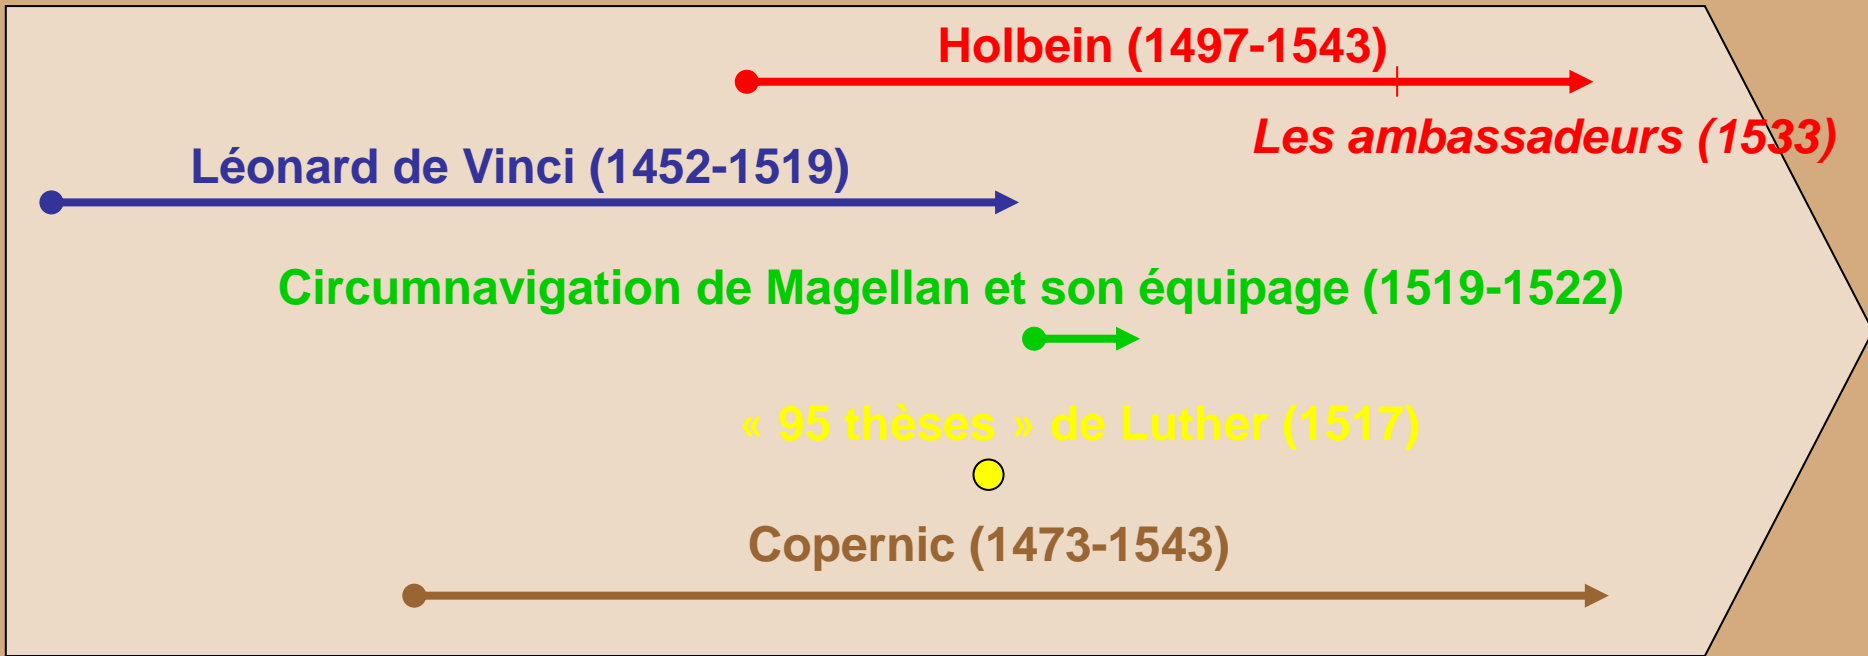 Holbein (1497-1543)
Les ambassadeurs (1533)
Léonard de Vinci (1452-1519)
Circumnavigation de Magellan et son équipage (1519-1522)
« 95 thèses » de Luther (1517)
Copernic (1473-1543)